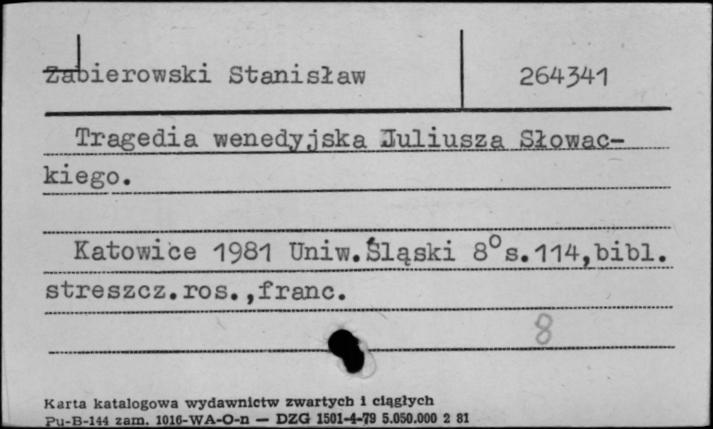 Zabierowski Stanisław 264341
Tragedia wenedyjska Juliusza Słowac-
kiego.
Katowice 1981 Uniw.Śląski 8° s.114,bibl.
streszcz.ros.,franc.
8
Karta katalogowa wydawnictw zwartych i ciągłych
Pu-B-144 zam. 1016-WA-O-n — DZG 1501-4-79 5.050.000 2 81